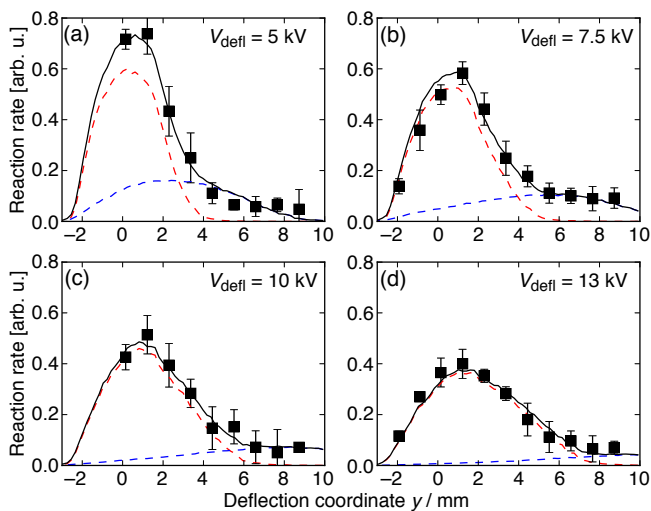 (a) V_defl = 5 kV
(b) V_defl = 7.5 kV
Reaction rate [arb. u.]
0.8
0.6
0.4
0.2
0.0
−2 0 2 4 6 8 10
0.8
0.6
0.4
0.2
0.0
−2 0 2 4 6 8 10
(c) V_defl = 10 kV
(d) V_defl = 13 kV
Reaction rate [arb. u.]
0.8
0.6
0.4
0.2
0.0
−2 0 2 4 6 8 10
0.8
0.6
0.4
0.2
0.0
−2 0 2 4 6 8 10
Deflection coordinate y / mm